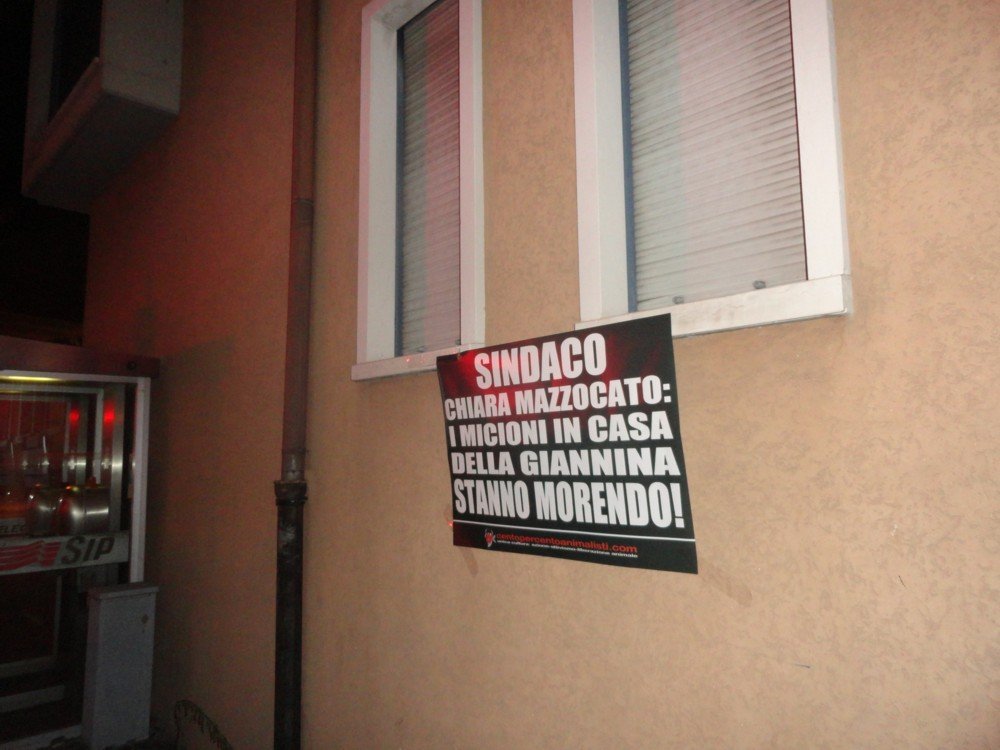 SINDACO
CHIARA MAZZOCATO:
I MICIONI IN CASA
DELLA GIANNINA
STANNO MORENDO!
centopercentoanimalisti.com
SIP